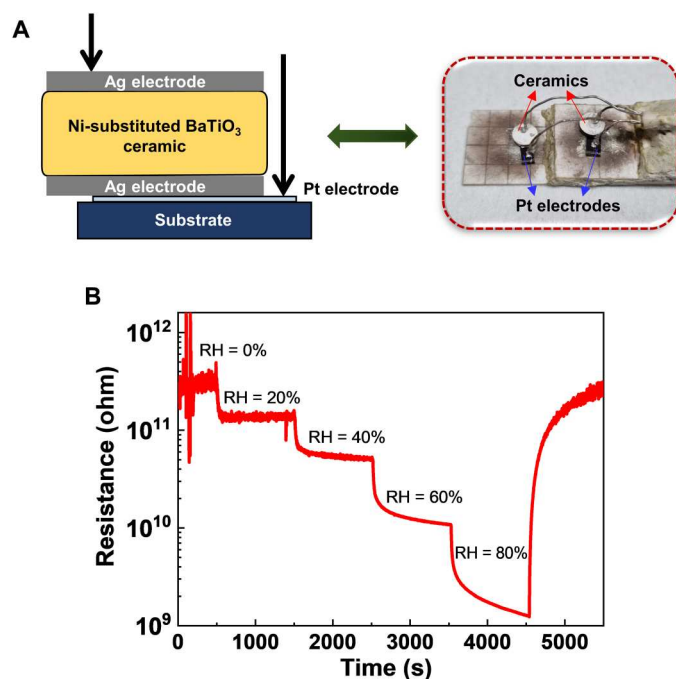 A
Ag electrode
Ni-substituted BaTiO₃
ceramic
Ag electrode
Pt electrode
Substrate
Ceramics
Pt electrodes
B
Resistance (ohm)
10¹²
10¹¹
10¹⁰
10⁹
RH = 0%
RH = 20%
RH = 40%
RH = 60%
RH = 80%
0 1000 2000 3000 4000 5000
Time (s)